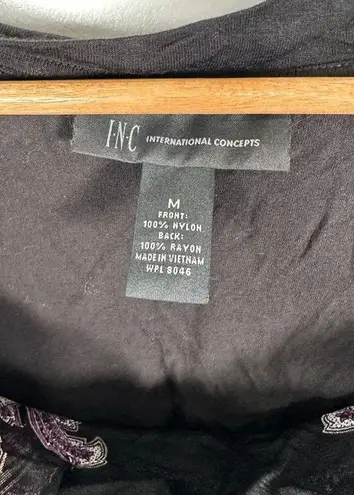 I·N·C INTERNATIONAL CONCEPTS
M
FRONT:
100% NYLON
BACK:
100% RAYON
MADE IN VIETNAM
WPL 8046